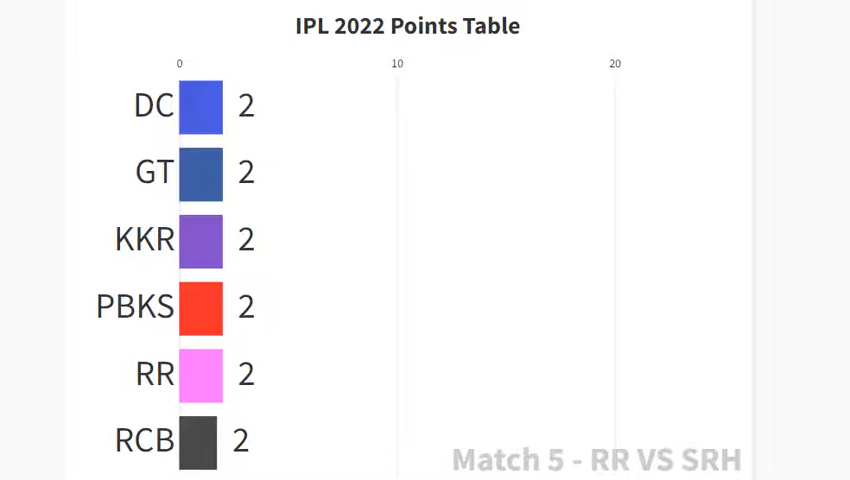 IPL 2022 Points Table
0 10 20
DC 2
GT 2
KKR 2
PBKS 2
RR 2
RCB 2
Match 5 - RR VS SRH